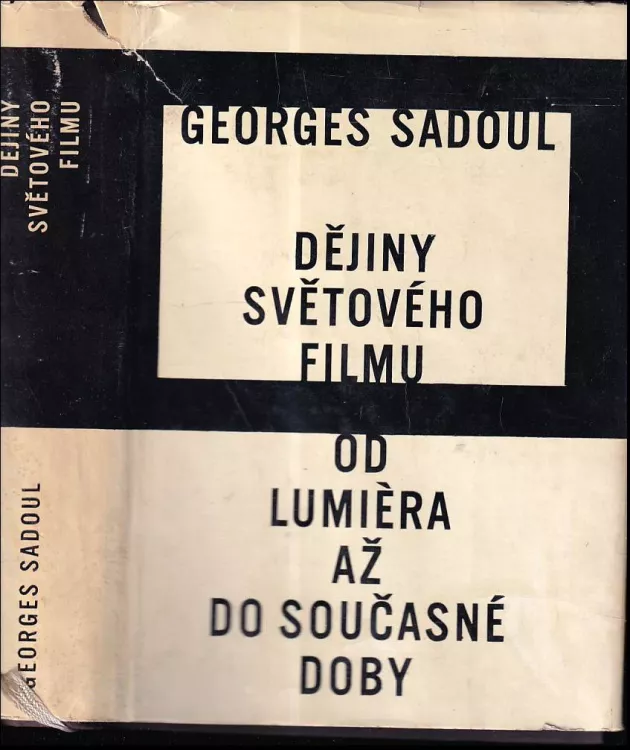 DĚJINY
SVĚTOVÉHO
FILMU
GEORGES SADOUL
GEORGES SADOUL
DĚJINY
SVĚTOVÉHO
FILMU
OD
LUMIÈRA
AŽ
DO SOUČASNÉ
DOBY